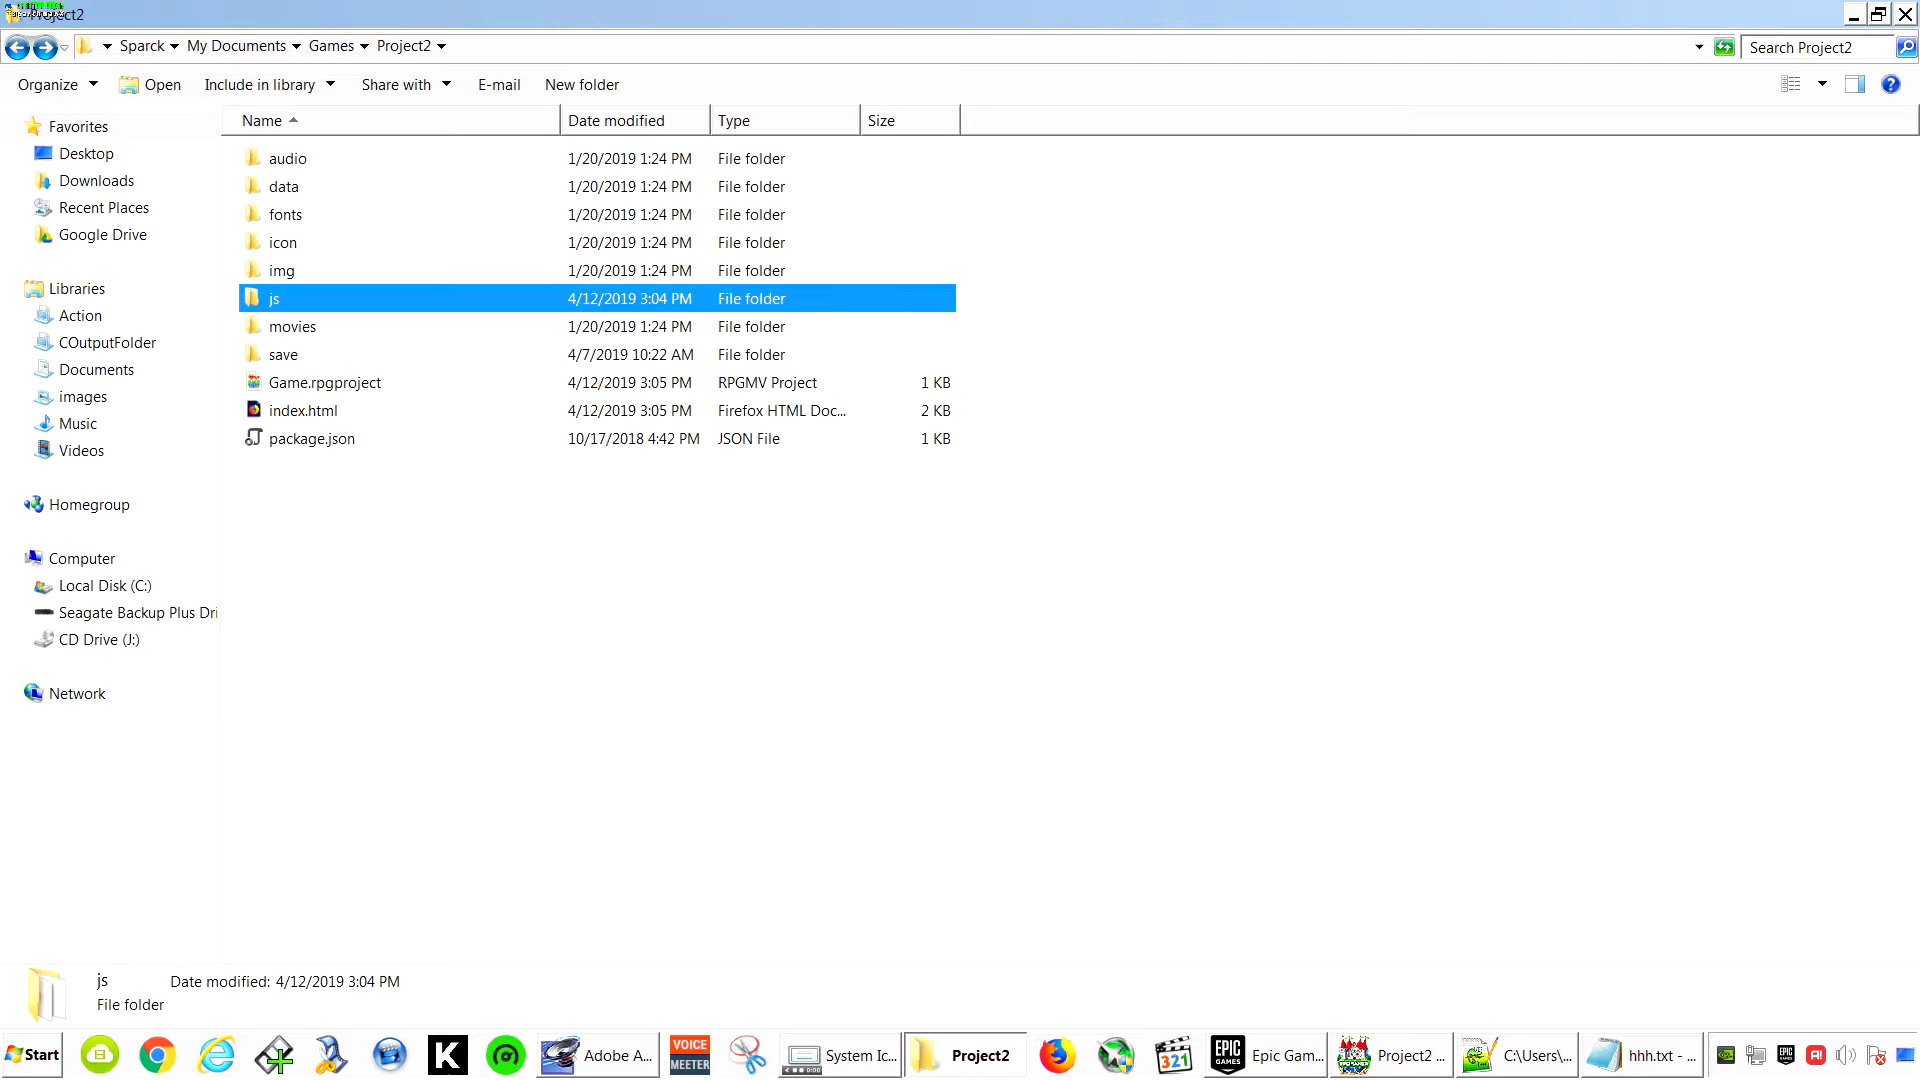 Project2
Sparck My Documents Games Project2 Search Project2
Organize Open Include in library Share with E-mail New folder
Name Date modified Type Size
Favorites
Desktop
Downloads
Recent Places
Google Drive
Libraries
Action
COutputFolder
Documents
images
Music
Videos
Homegroup
Computer
Local Disk (C:)
Seagate Backup Plus Dri
CD Drive (J:)
Network
audio 1/20/2019 1:24 PM File folder
data 1/20/2019 1:24 PM File folder
fonts 1/20/2019 1:24 PM File folder
icon 1/20/2019 1:24 PM File folder
img 1/20/2019 1:24 PM File folder
js 4/12/2019 3:04 PM File folder
movies 1/20/2019 1:24 PM File folder
save 4/7/2019 10:22 AM File folder
Game.rpgproject 4/12/2019 3:05 PM RPGMV Project 1 KB
index.html 4/12/2019 3:05 PM Firefox HTML Doc... 2 KB
package.json 10/17/2018 4:42 PM JSON File 1 KB
js Date modified: 4/12/2019 3:04 PM
File folder
Start K Adobe A... VOICE MEETER System Ic... Project2 321 EPIC GAMES Epic Gam... Project2 ... C:\Users\... hhh.txt - ...